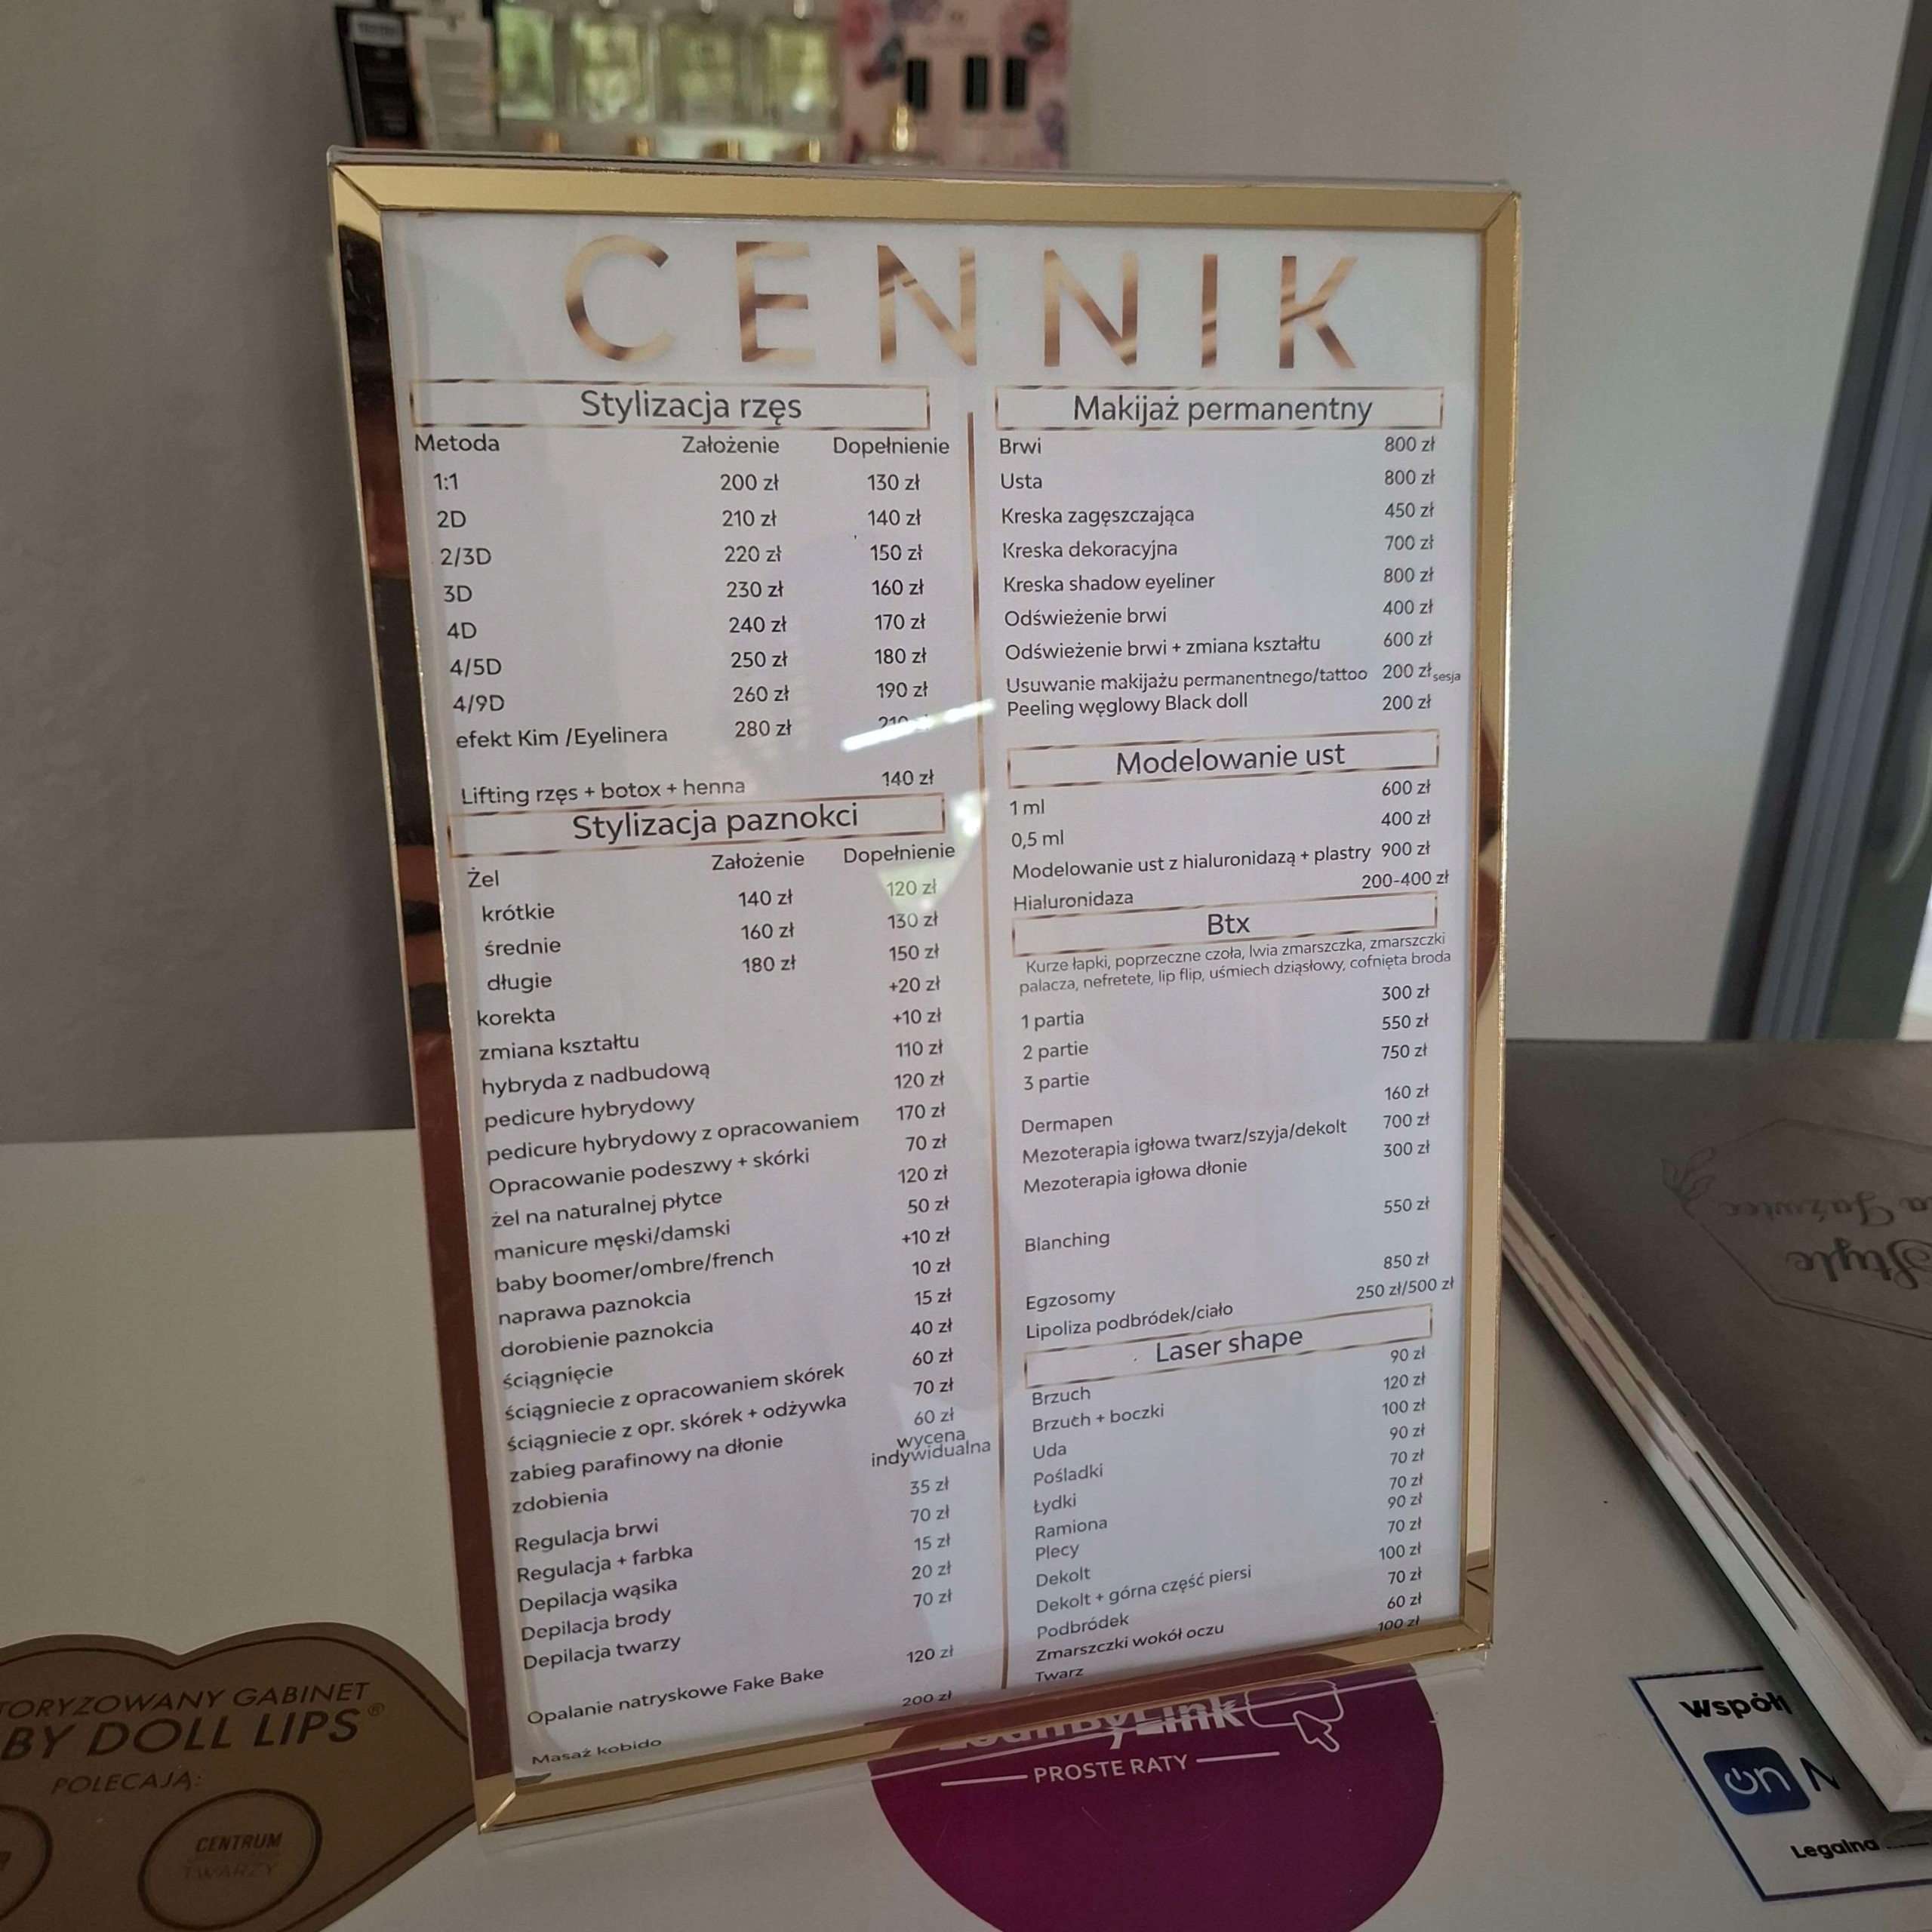 CENNIK
Stylizacja rzęs
Metoda Założenie Dopełnienie
1:1 200 zł 130 zł
2D 210 zł 140 zł
2/3D 220 zł 150 zł
3D 230 zł 160 zł
4D 240 zł 170 zł
4/5D 250 zł 180 zł
4/9D 260 zł 190 zł
efekt Kim /Eyelinera 280 zł 210
Lifting rzęs + botox + henna 140 zł
Stylizacja paznokci
Żel Założenie Dopełnienie
krótkie 140 zł 120 zł
średnie 160 zł 130 zł
długie 180 zł 150 zł
korekta +20 zł
zmiana kształtu +10 zł
hybryda z nadbudową 110 zł
pedicure hybrydowy 120 zł
pedicure hybrydowy z opracowaniem 170 zł
Opracowanie podeszwy + skórki 70 zł
żel na naturalnej płytce 120 zł
manicure męski/damski 50 zł
baby boomer/ombre/french +10 zł
naprawa paznokcia 10 zł
dorobienie paznokcia 15 zł
ściągnięcie 40 zł
ściągniecie z opracowaniem skórek 60 zł
ściągniecie z opr. skórek + odżywka 70 zł
zabieg parafinowy na dłonie 60 zł
zdobienia wycena indywidualna
Regulacja brwi 35 zł
Regulacja + farbka 70 zł
Depilacja wąsika 15 zł
Depilacja brody 20 zł
Depilacja twarzy 70 zł
Opalanie natryskowe Fake Bake 120 zł
Masaż kobido 200 zł
Makijaż permanentny
Brwi 800 zł
Usta 800 zł
Kreska zagęszczająca 450 zł
Kreska dekoracyjna 700 zł
Kreska shadow eyeliner 800 zł
Odświeżenie brwi 400 zł
Odświeżenie brwi + zmiana kształtu 600 zł
Usuwanie makijażu permanentnego/tattoo 200 zł sesja
Peeling węglowy Black doll 200 zł
Modelowanie ust
1 ml 600 zł
0,5 ml 400 zł
Modelowanie ust z hialuronidazą + plastry 900 zł
Hialuronidaza 200-400 zł
Btx
Kurze łapki, poprzeczne czoła, lwia zmarszczka, zmarszczki
palacza, nefretete, lip flip, uśmiech dziąsłowy, cofnięta broda
1 partia 300 zł
2 partie 550 zł
3 partie 750 zł
Dermapen 160 zł
Mezoterapia igłowa twarz/szyja/dekolt 700 zł
Mezoterapia igłowa dłonie 300 zł
Blanching 550 zł
Egzosomy 850 zł
Lipoliza podbródek/ciało 250 zł/500 zł
Laser shape
Brzuch 90 zł
Brzuch + boczki 120 zł
Uda 100 zł
Pośladki 90 zł
Łydki 70 zł
Ramiona 70 zł
Plecy 90 zł
Dekolt 70 zł
Dekolt + górna część piersi 100 zł
Podbródek 70 zł
Zmarszczki wokół oczu 60 zł
Twarz 100 zł
GABINET
BY DOLL LIPS®
POLECAJĄ:
CENTRUM
TWARZY
PROSTE RATY
on
Style